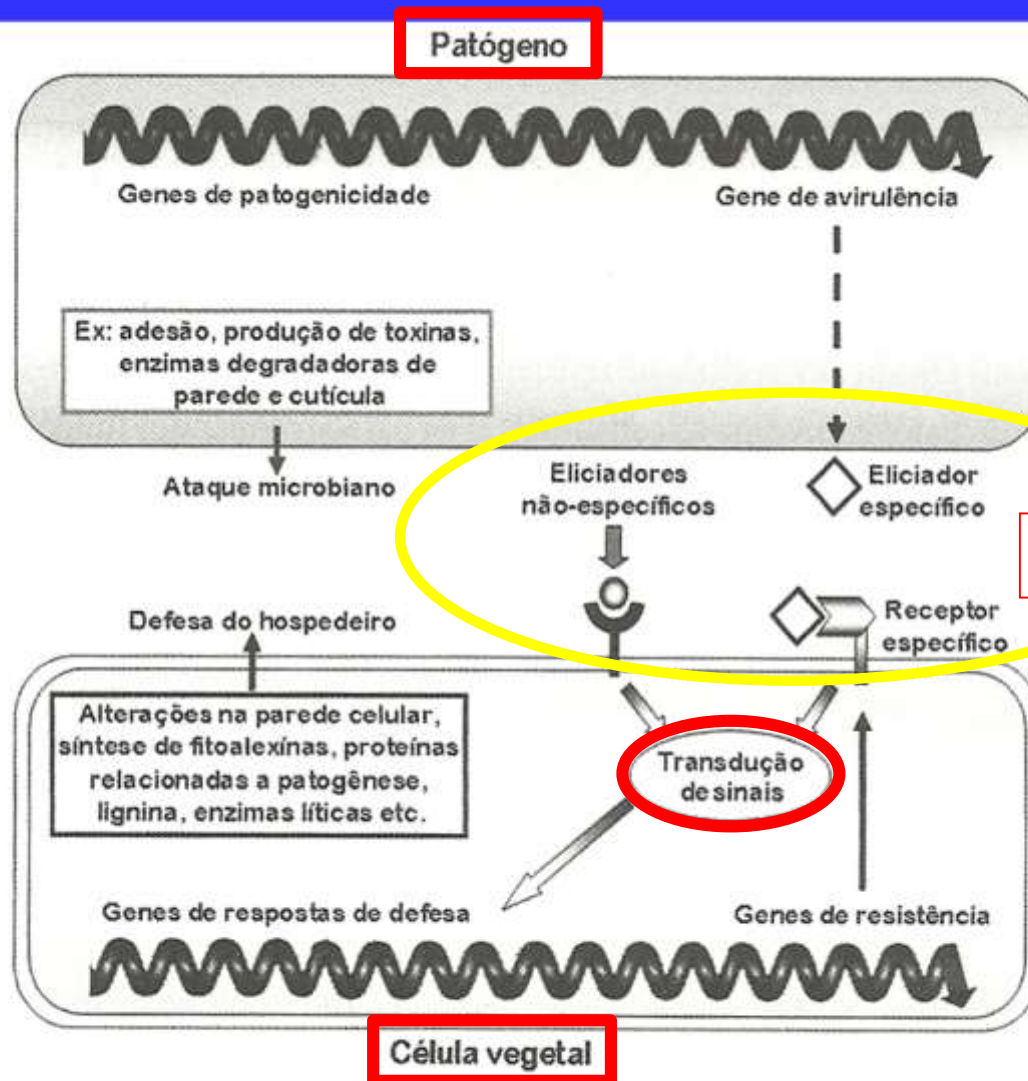 Patógeno
Genes de patogenicidade
Gene de avirulência
Ex: adesão, produção de toxinas,
enzimas degradadoras de
parede e cutícula
Ataque microbiano
Eliciadores
não-específicos
Eliciador
específico
Defesa do hospedeiro
Receptor
específico
Alterações na parede celular,
síntese de fitoalexínas, proteínas
relacionadas a patogênese,
lignina, enzimas líticas etc.
Transdução
de sinais
Genes de respostas de defesa
Genes de resistência
Célula vegetal